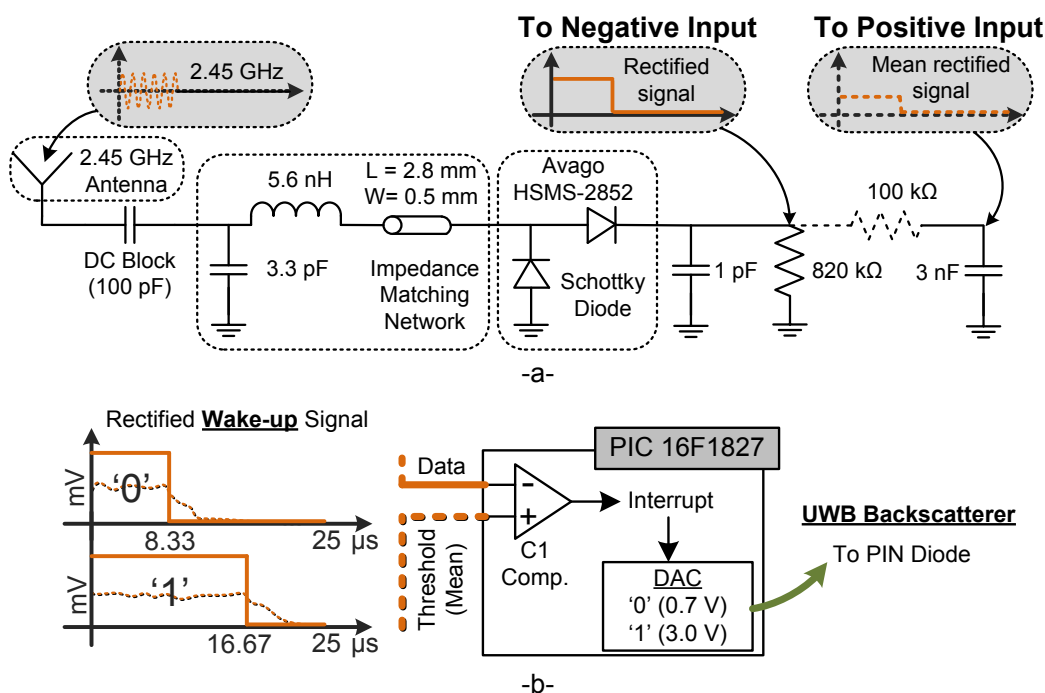 To Negative Input
To Positive Input
2.45 GHz
Rectified
signal
Mean rectified
signal
2.45 GHz
Antenna
5.6 nH
L = 2.8 mm
W= 0.5 mm
Avago
HSMS-2852
100 kΩ
DC Block
(100 pF)
3.3 pF
Impedance
Matching
Network
Schottky
Diode
1 pF
820 kΩ
3 nF
-a-
Rectified Wake-up Signal
mV
'0'
8.33
25 µs
mV
'1'
16.67
25 µs
Data
Threshold
(Mean)
-
+
C1
Comp.
PIC 16F1827
Interrupt
DAC
'0' (0.7 V)
'1' (3.0 V)
UWB Backscatterer
To PIN Diode
-b-